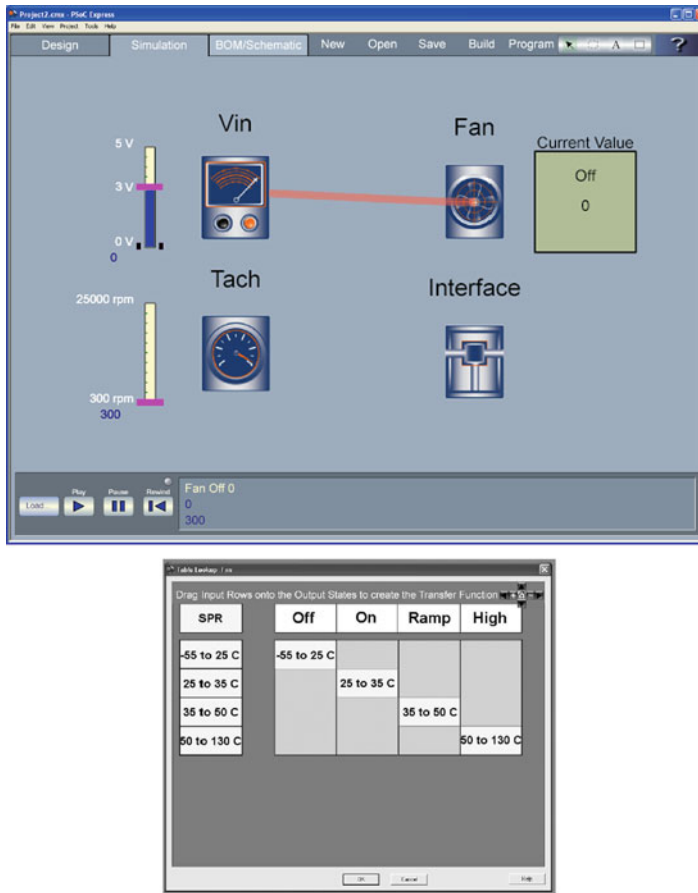 Project2.cmx - PSoC Express
File Edit View Project Tools Help
Design Simulation BOM/Schematic New Open Save Build Program A ?
Vin Fan
5 V
3 V
0 V
0
Current Value
Off
0
Tach Interface
25000 rpm
300 rpm
300
Load Play Pause Rewind
Fan Off 0
0
300
Table Lookup
Drag Input Rows onto the Output States to create the Transfer Function
SPR Off On Ramp High
-55 to 25 C -55 to 25 C
25 to 35 C 25 to 35 C
35 to 50 C 35 to 50 C
50 to 130 C 50 to 130 C
OK Cancel Help